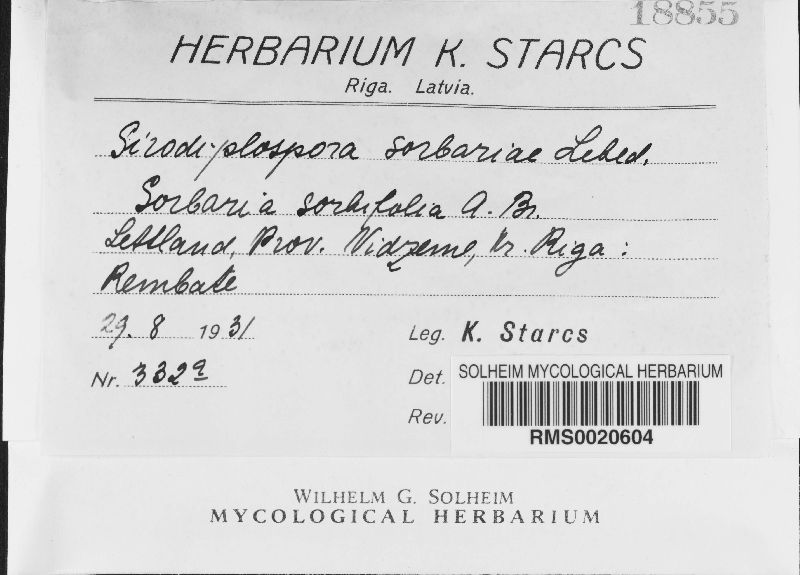 18855
HERBARIUM K. STARCS
Riga. Latvia.
Sirodiplospora sorbariae Lebed.
Sorbaria sorbifolia A. Br.
Lettland, Prov. Vidzeme, Kr. Riga:
Rembate
29. 8 1931
Leg. K. Starcs
Nr. 332a
Det.
Rev.
SOLHEIM MYCOLOGICAL HERBARIUM
RMS0020604
WILHELM G. SOLHEIM
MYCOLOGICAL HERBARIUM